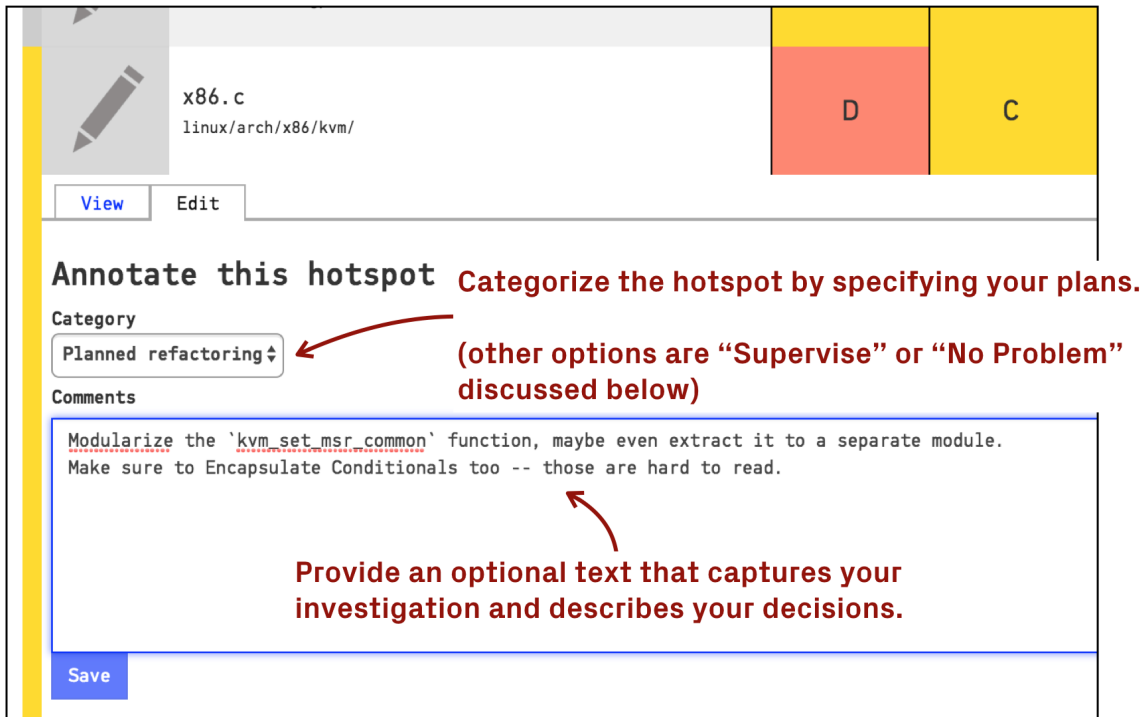 x86.c
linux/arch/x86/kvm/
D
C
View
Edit
Annotate this hotspot
Categorize the hotspot by specifying your plans.
Category
Planned refactoring
(other options are “Supervise” or “No Problem”
discussed below)
Comments
Modularize the `kvm_set_msr_common` function, maybe even extract it to a separate module.
Make sure to Encapsulate Conditionals too -- those are hard to read.
Provide an optional text that captures your
investigation and describes your decisions.
Save